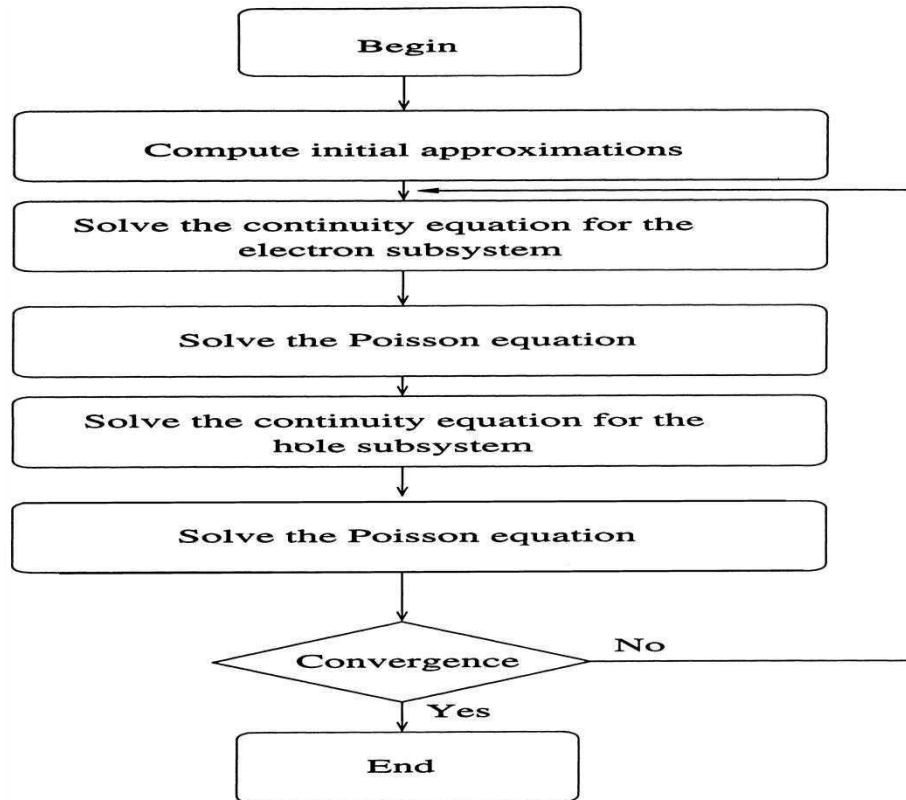 Begin
Compute initial approximations
Solve the continuity equation for the
electron subsystem
Solve the Poisson equation
Solve the continuity equation for the
hole subsystem
Solve the Poisson equation
Convergence
No
Yes
End